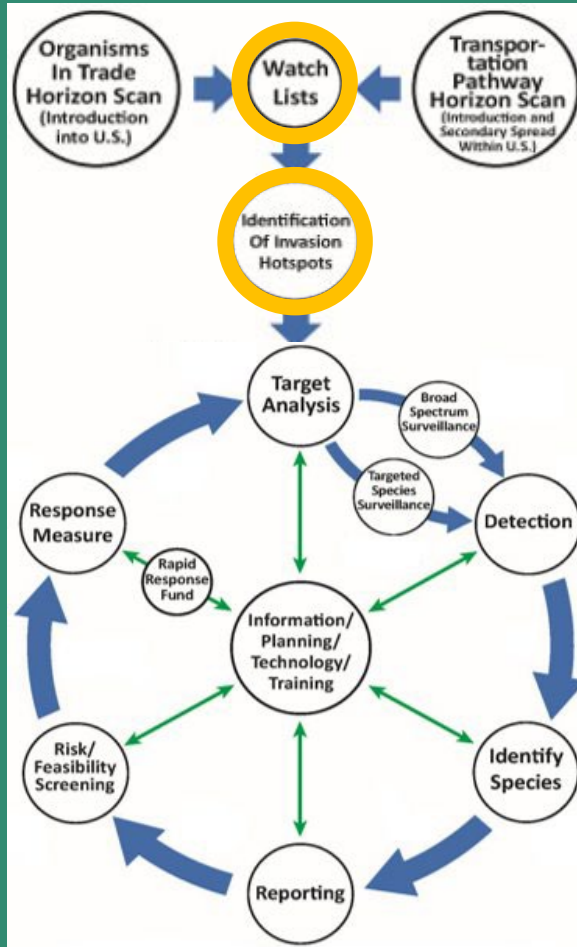 Organisms
In Trade
Horizon Scan
(Introduction
into U.S.)
Watch
Lists
Transpor-
tation
Pathway
Horizon Scan
(Introduction and
Secondary Spread
Within U.S.)
Identification
Of Invasion
Hotspots
Target
Analysis
Broad
Spectrum
Surveillance
Targeted
Species
Surveillance
Detection
Response
Measure
Rapid
Response
Fund
Information/
Planning/
Technology/
Training
Risk/
Feasibility
Screening
Identify
Species
Reporting